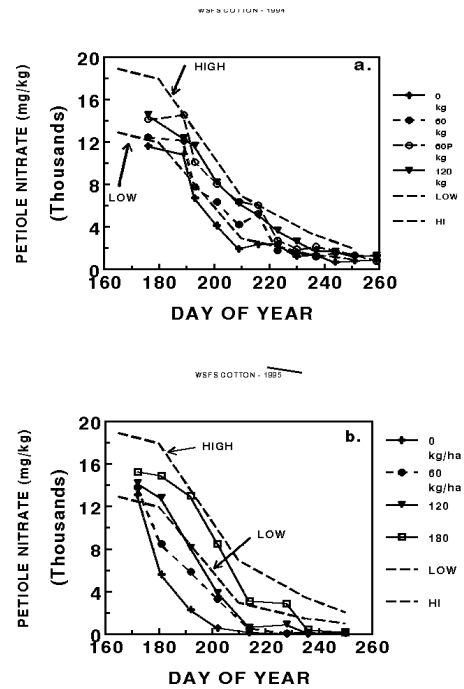 WSFS COTTON - 1994
20
16
12
8
4
0
PETIOLE NITRATE (mg/kg)
(Thousands)
HIGH
LOW
a.
0
kg
60
kg
60P
kg
120
kg
LOW
HI
160 180 200 220 240 260
DAY OF YEAR
WSFS COTTON - 1995
20
16
12
8
4
0
PETIOLE NITRATE (mg/kg)
(Thousands)
HIGH
LOW
b.
0
kg/ha
60
kg/ha
120
180
LOW
HI
160 180 200 220 240 260
DAY OF YEAR